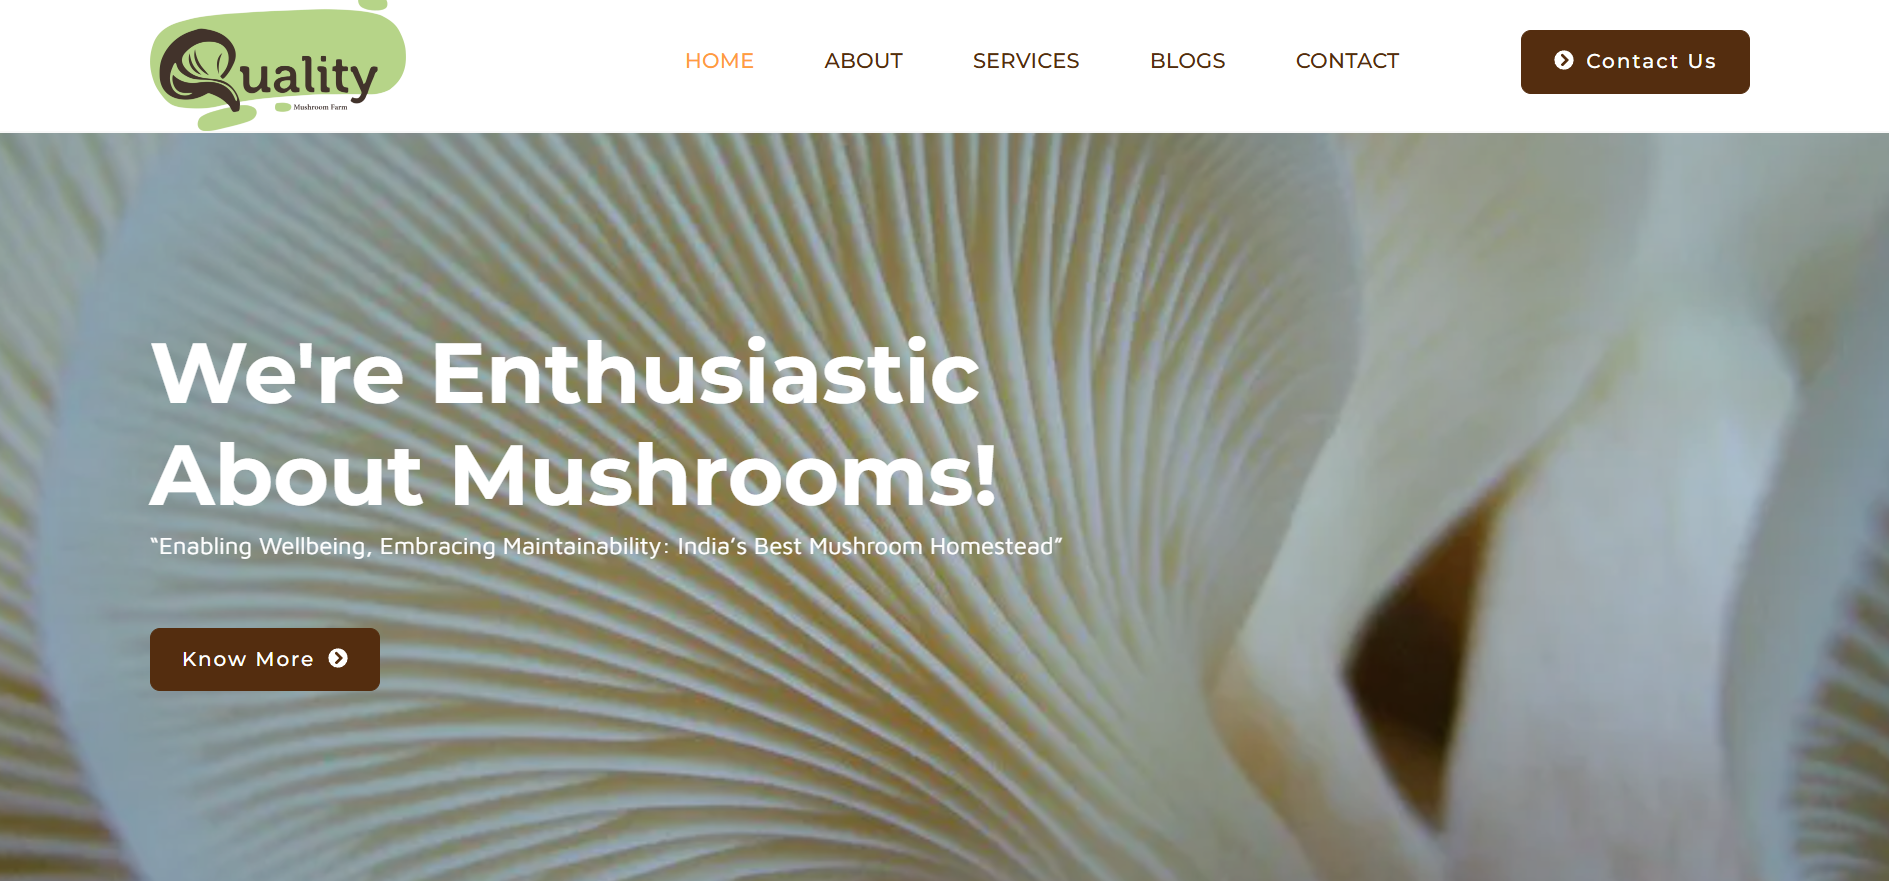 Quality
Mushroom Farm
HOME ABOUT SERVICES BLOGS CONTACT Contact Us
We're Enthusiastic
About Mushrooms!
“Enabling Wellbeing, Embracing Maintainability: India’s Best Mushroom Homestead”
Know More